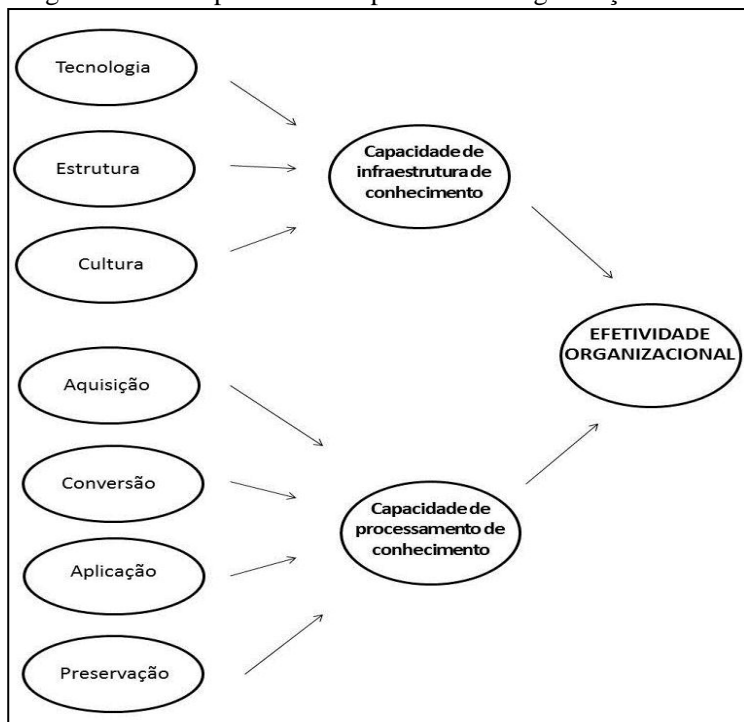 Tecnologia
Estrutura
Cultura
Capacidade de
infraestrutura de
conhecimento
EFETIVIDADE
ORGANIZACIONAL
Aquisição
Conversão
Aplicação
Preservação
Capacidade de
processamento de
conhecimento